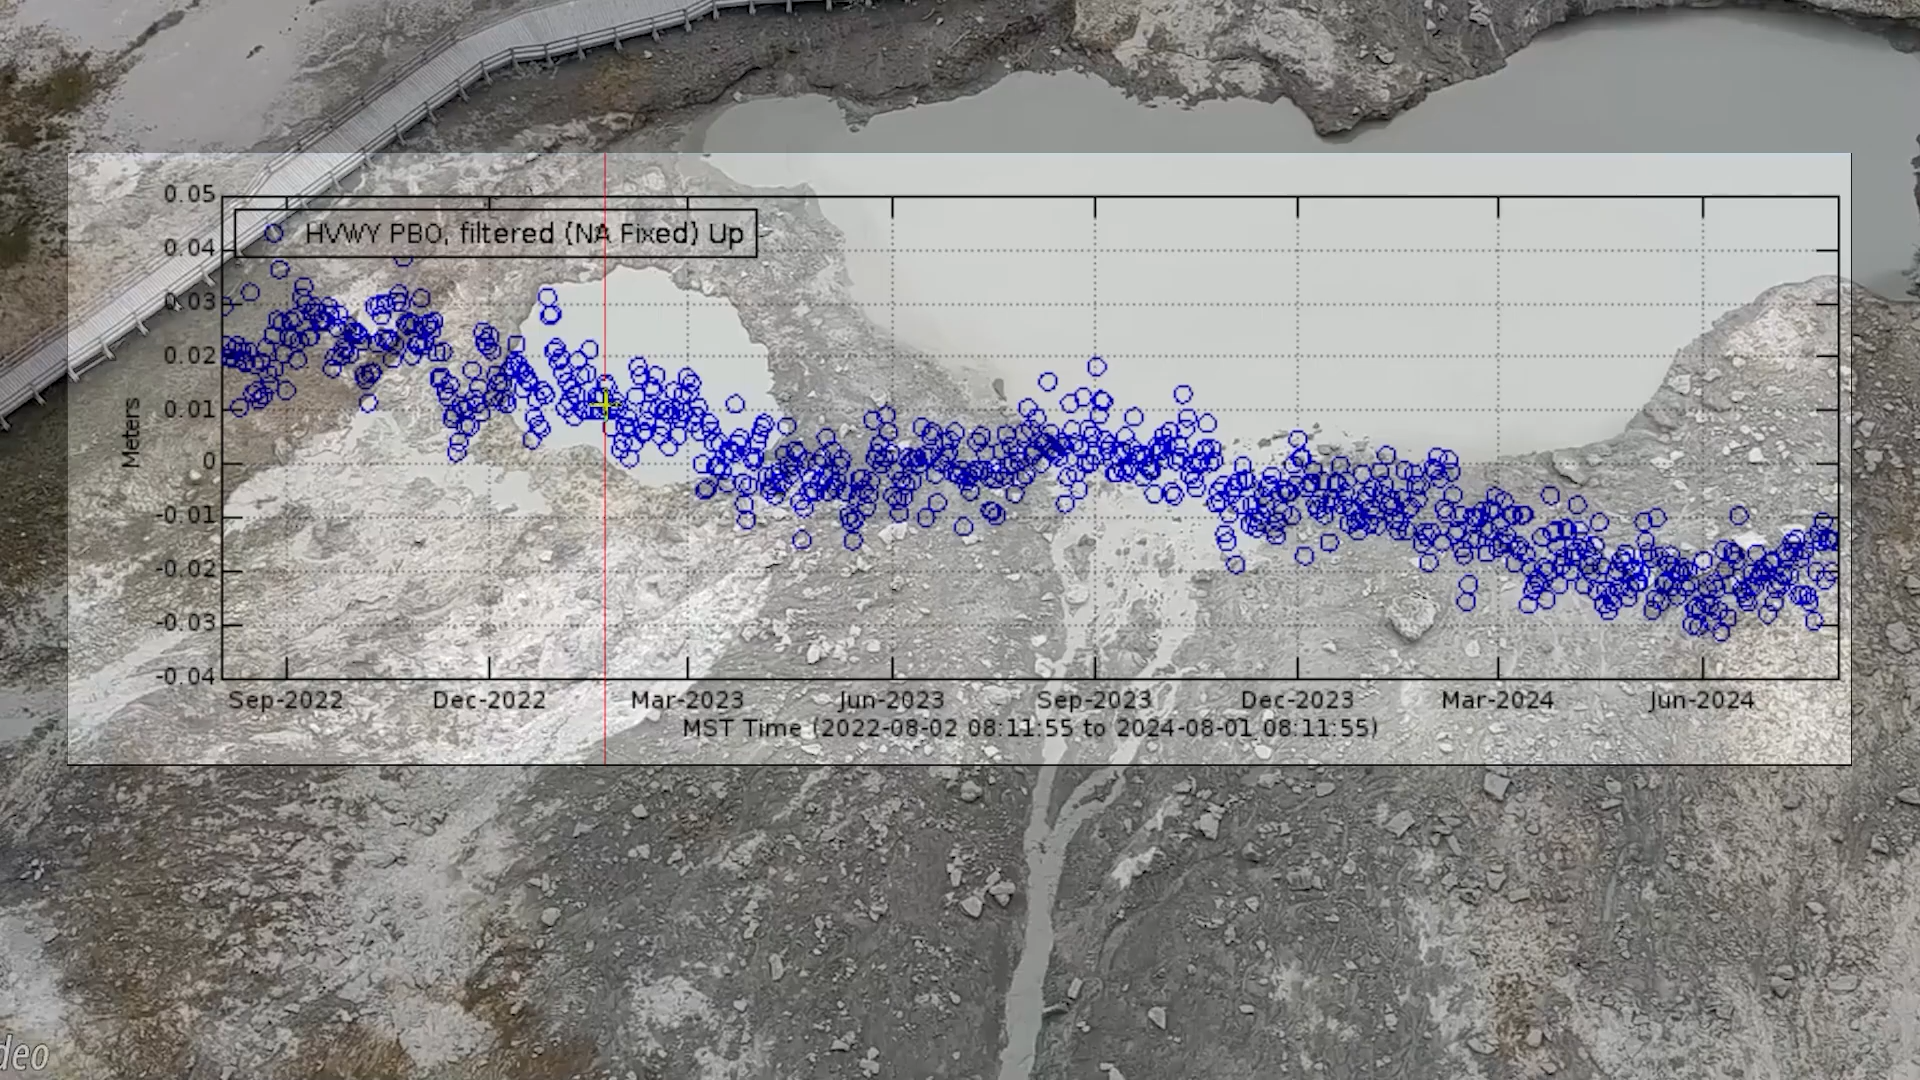 0.05
HVWY PBO, filtered (NA Fixed) Up
0.04
0.03
0.02
0.01
Meters
0
-0.01
-0.02
-0.03
-0.04
Sep-2022 Dec-2022 Mar-2023 Jun-2023 Sep-2023 Dec-2023 Mar-2024 Jun-2024
MST Time (2022-08-02 08:11:55 to 2024-08-01 08:11:55)
deo